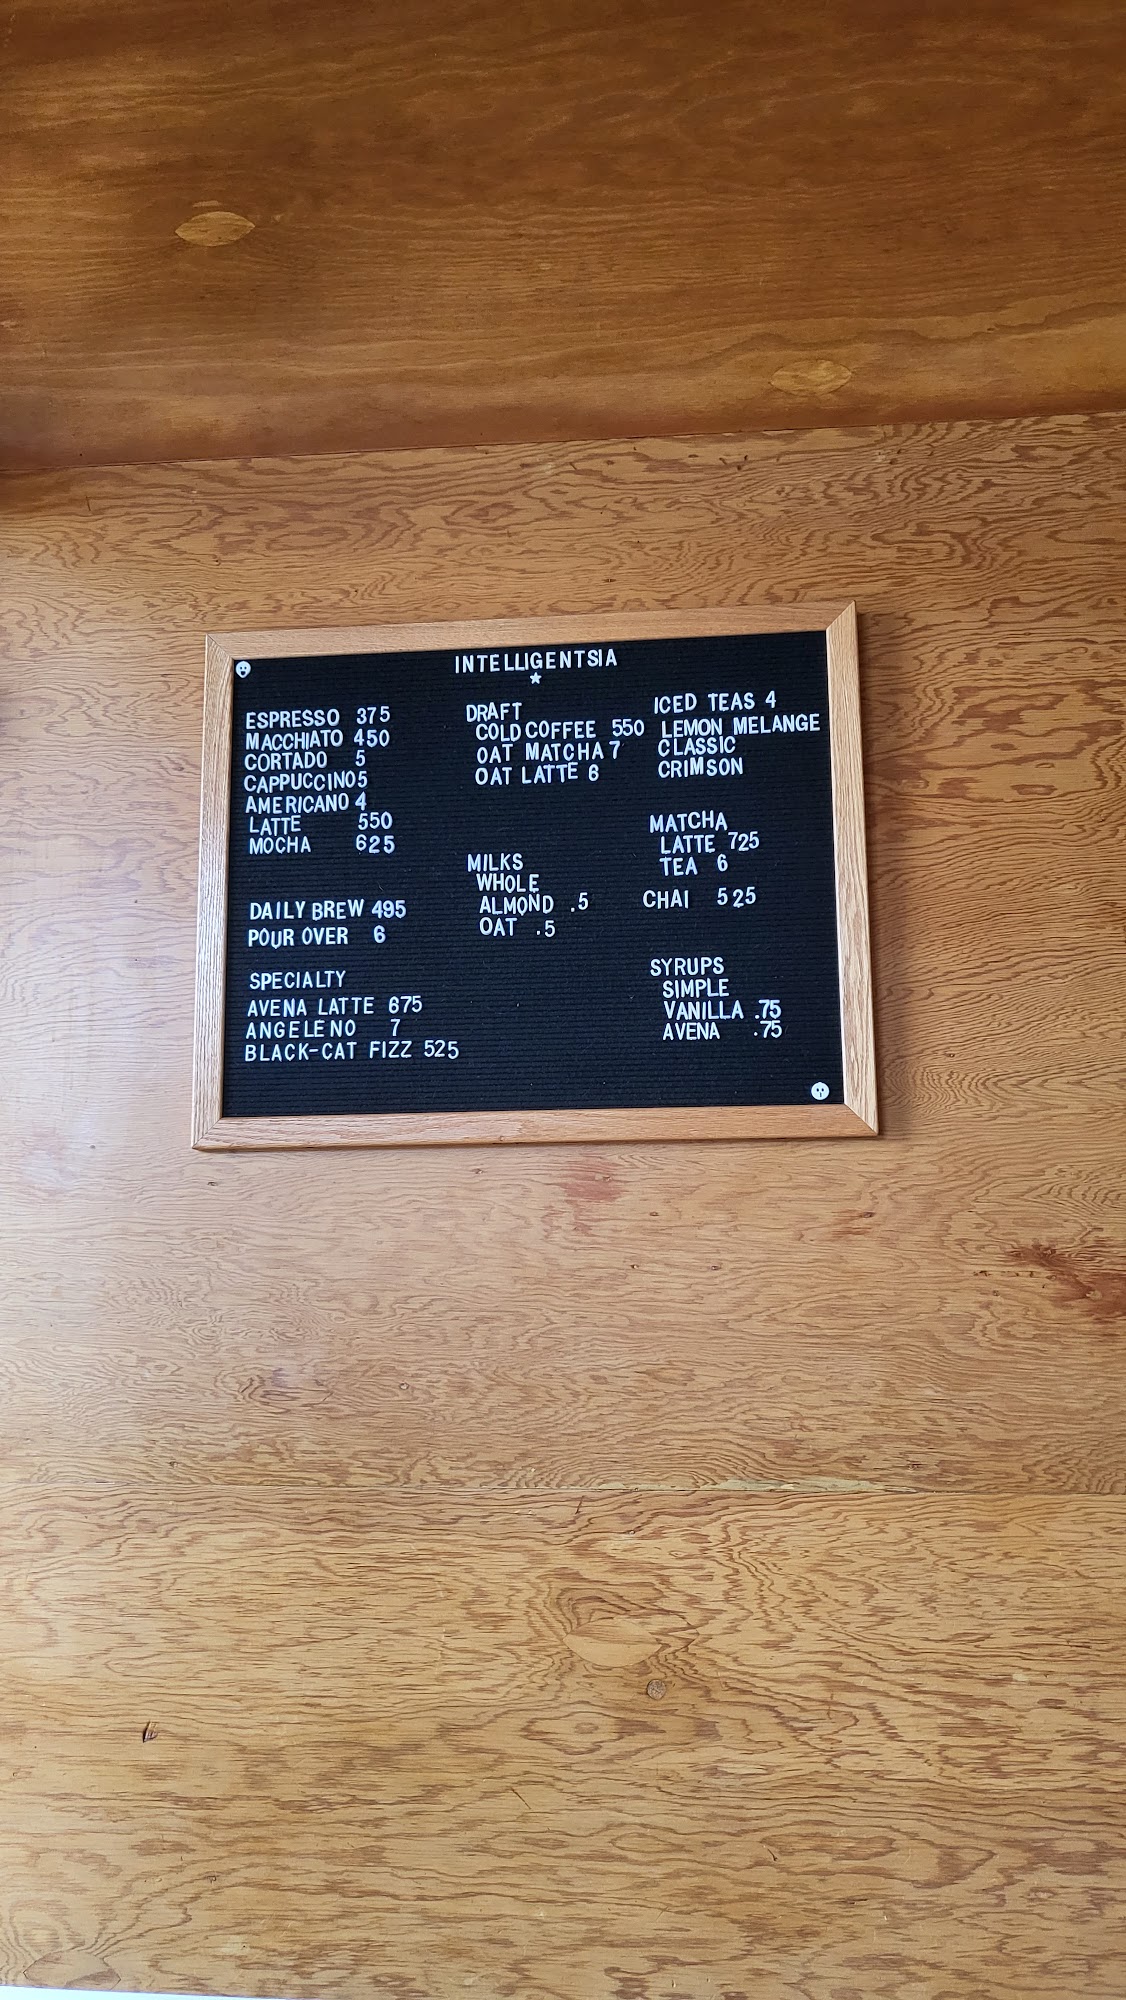 INTELLIGENTSIA
ESPRESSO 375
MACCHIATO 450
CORTADO 5
CAPPUCCINO 5
AMERICANO 4
LATTE 550
MOCHA 625
DAILY BREW 495
POUR OVER 6
SPECIALTY
AVENA LATTE 675
ANGELENO 7
BLACK-CAT FIZZ 525
DRAFT
COLD COFFEE 550
OAT MATCHA 7
OAT LATTE 6
MILKS
WHOLE
ALMOND .5
OAT .5
ICED TEAS 4
LEMON MELANGE
CLASSIC
CRIMSON
MATCHA
LATTE 725
TEA 6
CHAI 525
SYRUPS
SIMPLE
VANILLA .75
AVENA .75